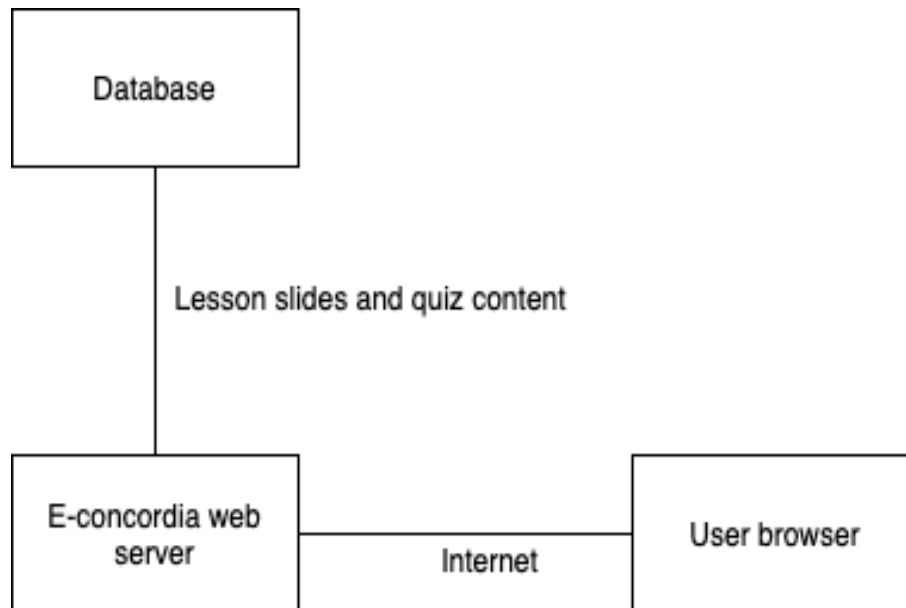 Database
Lesson slides and quiz content
E-concordia web
server
Internet
User browser